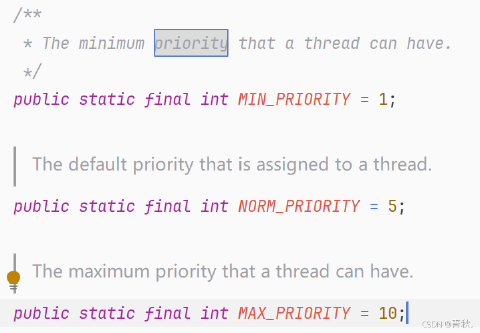 /**
* The minimum priority that a thread can have.
*/
public static final int MIN_PRIORITY = 1;
The default priority that is assigned to a thread.
public static final int NORM_PRIORITY = 5;
The maximum priority that a thread can have.
public static final int MAX_PRIORITY = 10;
CSDN @青秋.